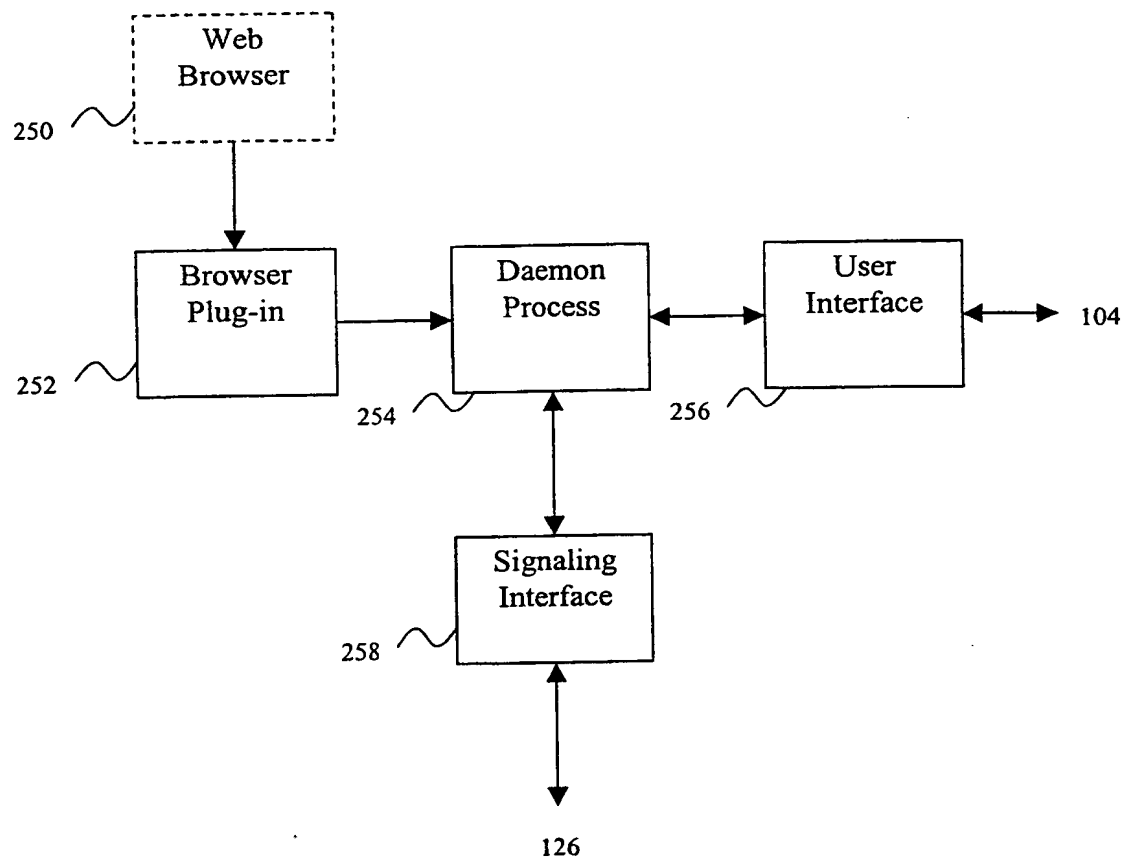 Web
Browser
250
Browser
Plug-in
252
Daemon
Process
254
User
Interface
256
104
Signaling
Interface
258
126